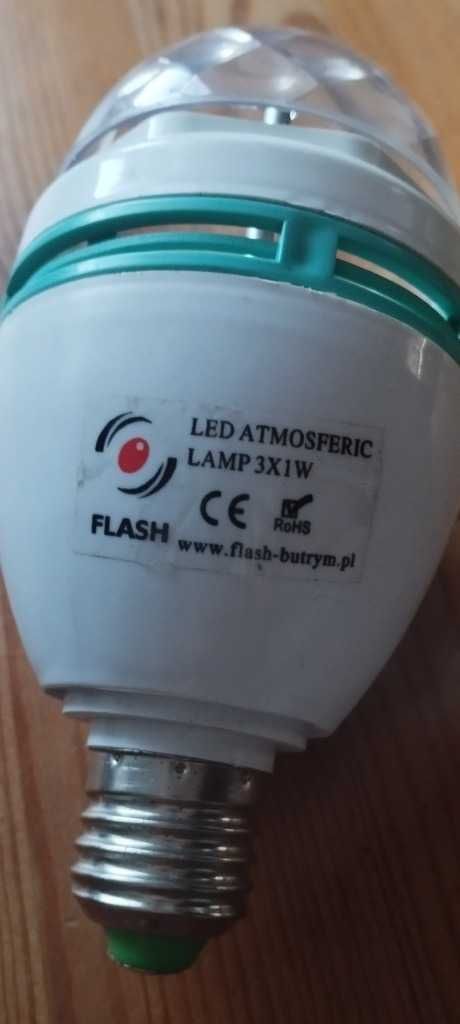 LED ATMOSFERIC
LAMP 3X1W
CE
RoHS
FLASH
www.flash-butrym.pl